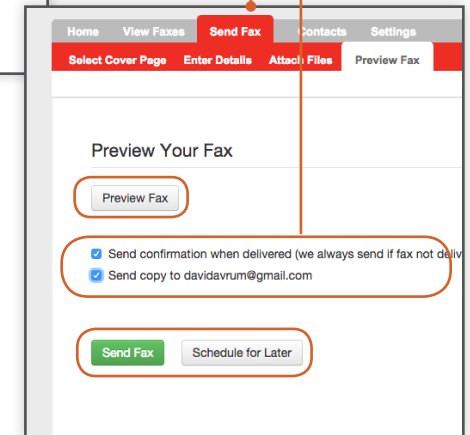 Home View Faxes Send Fax Contacts Settings
Select Cover Page Enter Details Attach Files Preview Fax
Preview Your Fax
Preview Fax
Send confirmation when delivered (we always send if fax not deliv
Send copy to davidavrum@gmail.com
Send Fax Schedule for Later